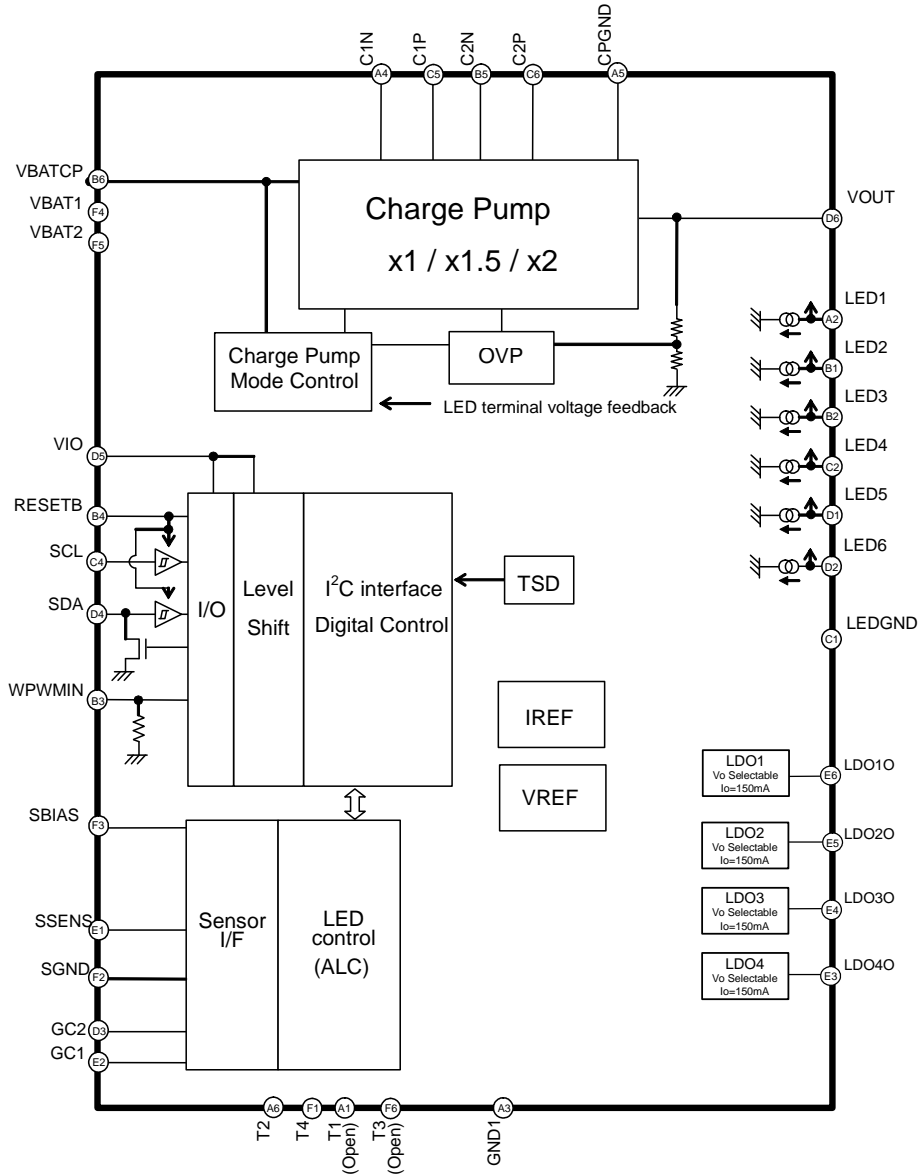 C1N
C1P
C2N
C2P
CPGND
A4
C5
B5
C6
A5
VBATCP
B6
VBAT1
F4
VBAT2
F5
Charge Pump
x1 / x1.5 / x2
VOUT
D6
Charge Pump
Mode Control
OVP
LED terminal voltage feedback
LED1
A2
LED2
B1
LED3
B2
LED4
C2
LED5
D1
LED6
D2
LEDGND
C1
VIO
D5
RESETB
B4
SCL
C4
SDA
D4
WPWMIN
B3
I/O
Level
Shift
I2C interface
Digital Control
TSD
IREF
VREF
LDO1
Vo Selectable
Io=150mA
E6
LDO1O
LDO2
Vo Selectable
Io=150mA
E5
LDO2O
LDO3
Vo Selectable
Io=150mA
E4
LDO3O
LDO4
Vo Selectable
Io=150mA
E3
LDO4O
SBIAS
F3
SSENS
E1
SGND
F2
GC2
D3
GC1
E2
Sensor
I/F
LED
control
(ALC)
A6
F1
A1
F6
A3
T2
T4
T1
(Open)
T3
(Open)
GND1